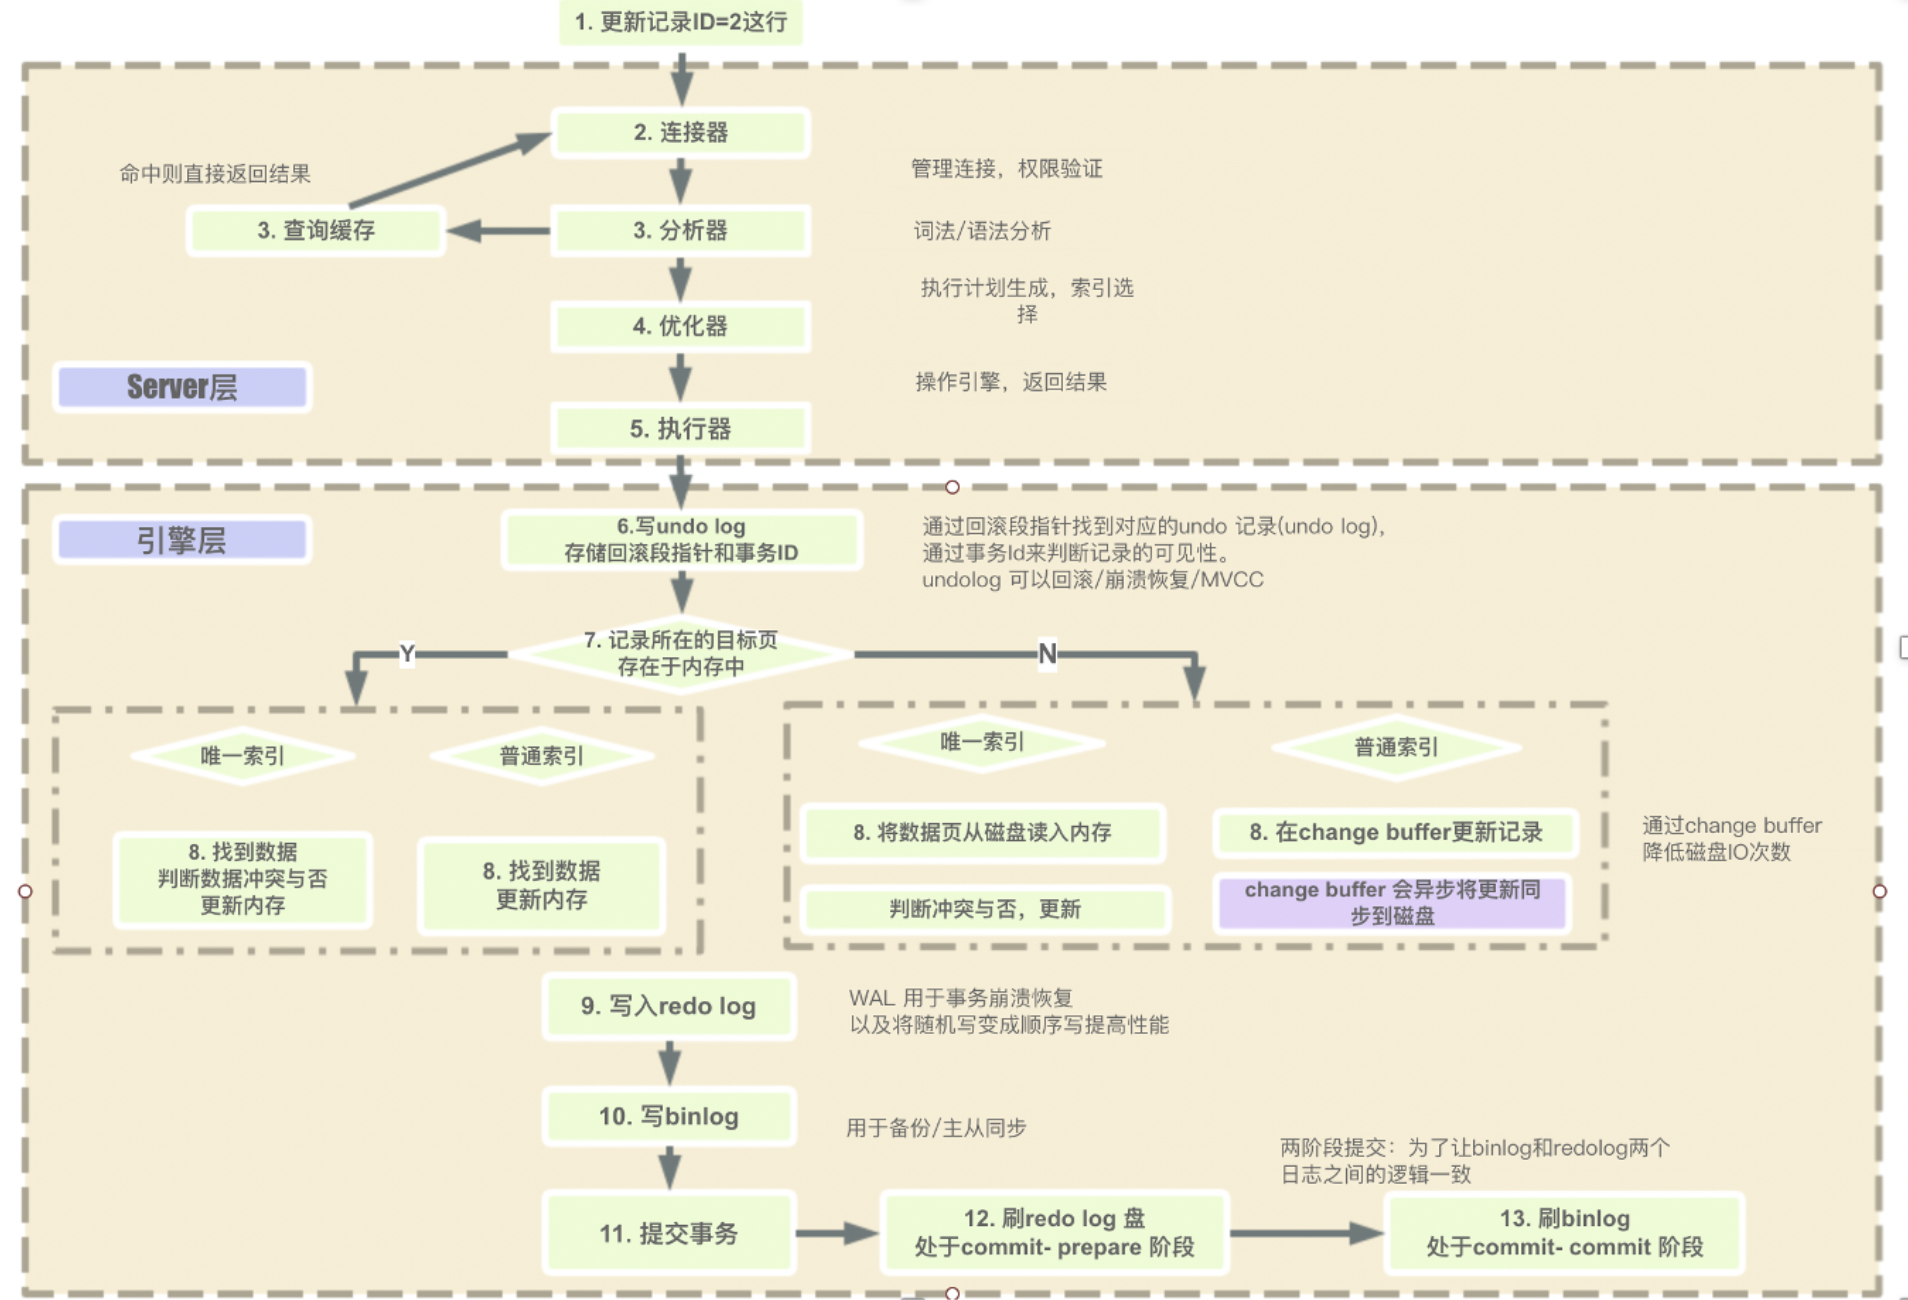 1. 更新记录ID=2这行
2. 连接器
管理连接，权限验证
命中则直接返回结果
3. 查询缓存
3. 分析器
词法/语法分析
执行计划生成，索引选
择
4. 优化器
Server层
操作引擎，返回结果
5. 执行器
引擎层
6.写undo log
存储回滚段指针和事务ID
通过回滚段指针找到对应的undo 记录(undo log)，
通过事务Id来判断记录的可见性。
undolog 可以回滚/崩溃恢复/MVCC
7. 记录所在的目标页
存在于内存中
Y
N
唯一索引
普通索引
唯一索引
普通索引
8. 找到数据
判断数据冲突与否
更新内存
8. 找到数据
更新内存
8. 将数据页从磁盘读入内存
判断冲突与否，更新
8. 在change buffer更新记录
change buffer 会异步将更新同
步到磁盘
通过change buffer
降低磁盘IO次数
9. 写入redo log
WAL 用于事务崩溃恢复
以及将随机写变成顺序写提高性能
10. 写binlog
用于备份/主从同步
两阶段提交：为了让binlog和redolog两个
日志之间的逻辑一致
11. 提交事务
12. 刷redo log 盘
处于commit- prepare 阶段
13. 刷binlog
处于commit- commit 阶段